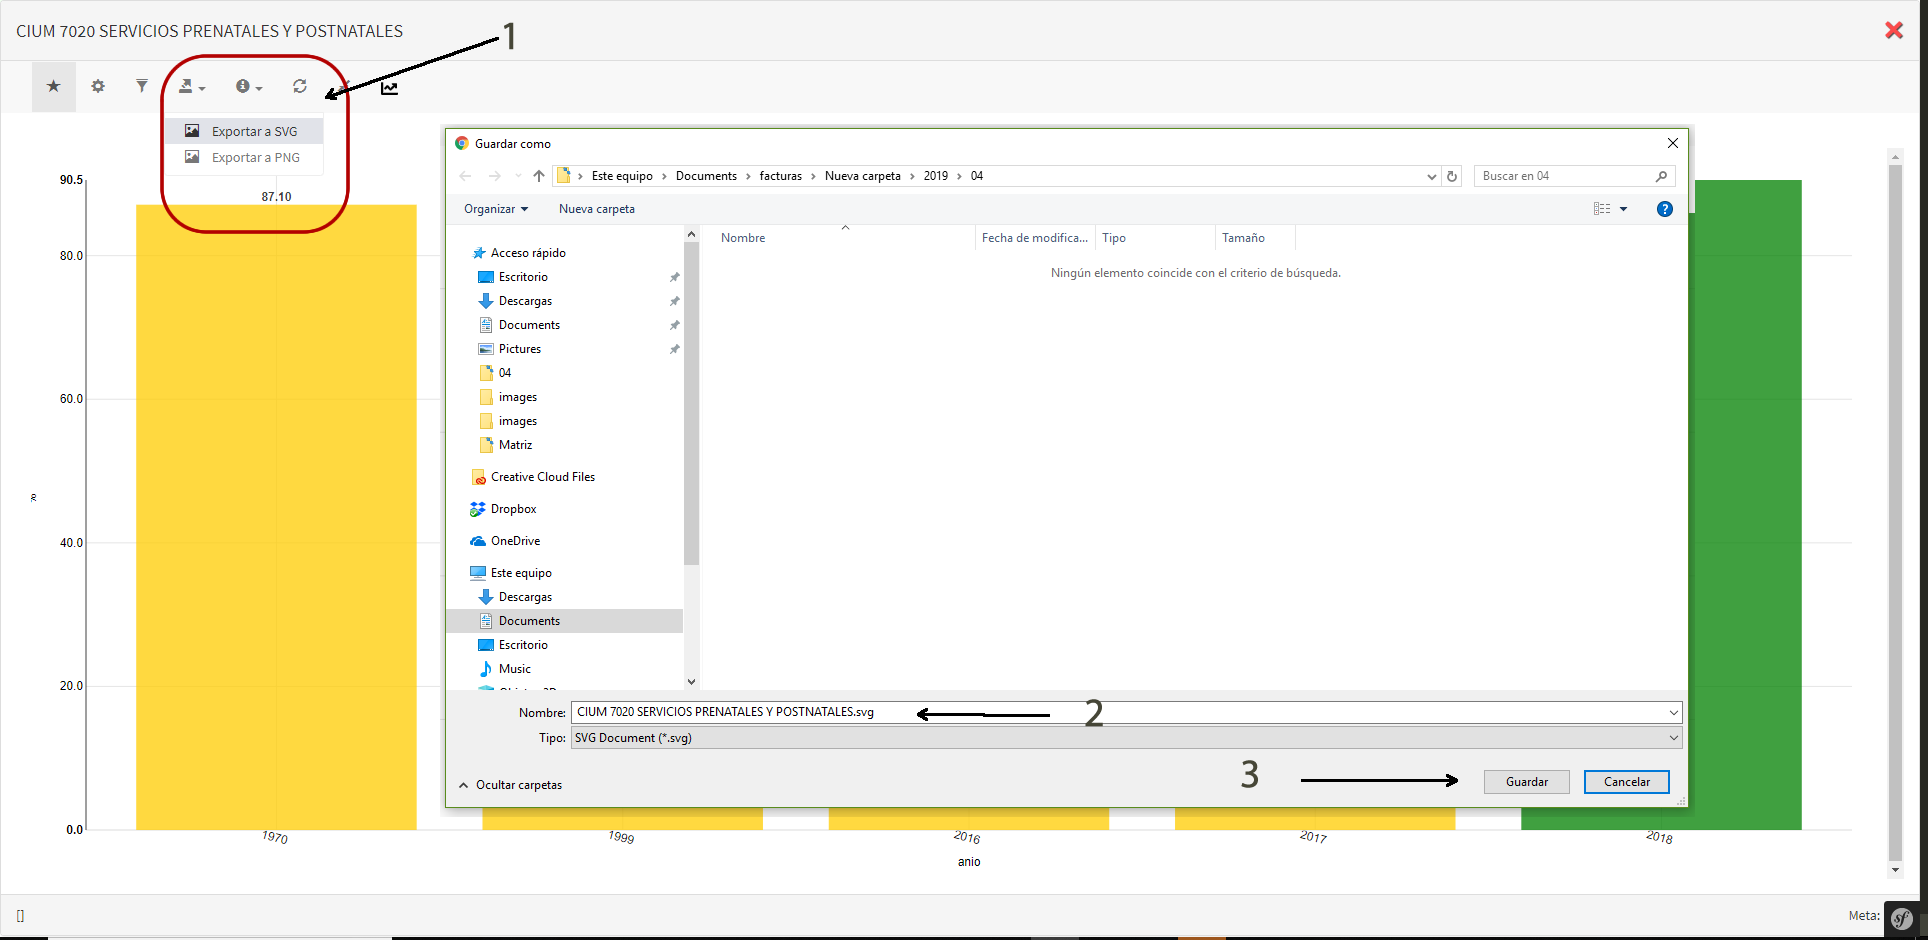 CIUM 7020 SERVICIOS PRENATALES Y POSTNATALES
1
Exportar a SVG
Exportar a PNG
90.5
87.10
80.0
60.0
40.0
20.0
0.0
1970
1999
2016
2017
2018
anio
Guardar como
Este equipo > Documents > facturas > Nueva carpeta > 2019 > 04
Buscar en 04
Organizar
Nueva carpeta
?
Nombre
Fecha de modifica...
Tipo
Tamaño
Ningún elemento coincide con el criterio de búsqueda.
Acceso rápido
Escritorio
Descargas
Documents
Pictures
04
images
images
Matriz
Creative Cloud Files
Dropbox
OneDrive
Este equipo
Descargas
Documents
Escritorio
Music
Nombre: CIUM 7020 SERVICIOS PRENATALES Y POSTNATALES.svg
2
Tipo: SVG Document (*.svg)
3
Ocultar carpetas
Guardar
Cancelar
[]
Meta:
sf